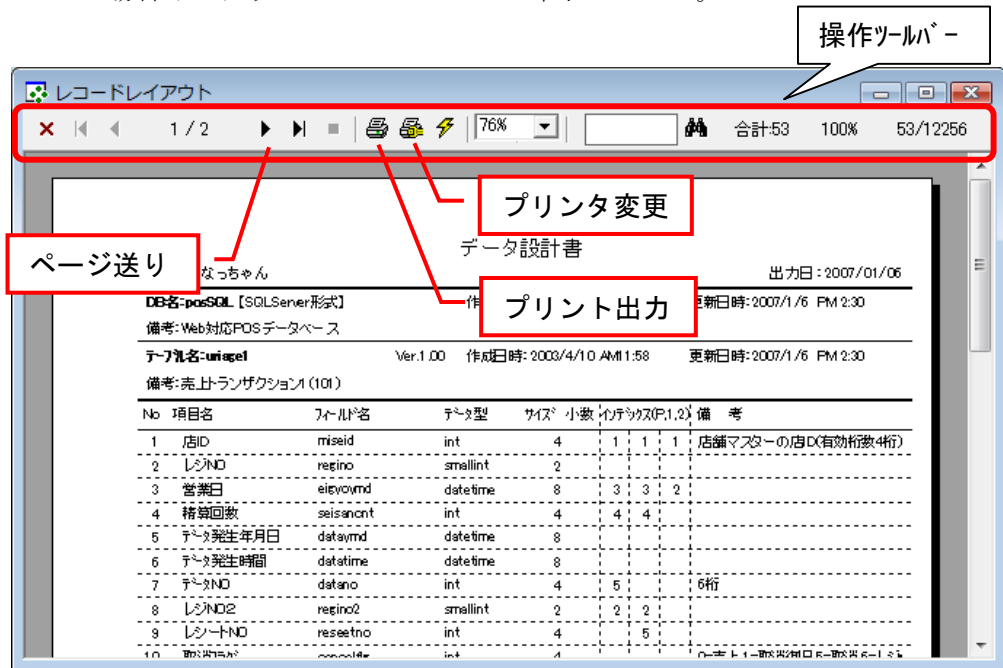 操作ﾂｰﾙﾊﾞｰ
レコードレイアウト
1 / 2 76% 合計:53 100% 53/12256
プリンタ変更
ページ送り
データ設計書
なっちゃん 出力日:2007/01/06
プリント出力
DB名:posSQL【SQLServer形式】 更新日時:2007/1/6 PM 2:30
備考:Web対応POSデータベース
ﾃｰﾌﾞﾙ名:uriage1 Ver.1.00 作成日時:2003/4/10 AM11:58 更新日時:2007/1/6 PM 2:30
備考:売上トランザクション1(101)
No 項目名 ﾌｨｰﾙﾄﾞ名 ﾃﾞｰﾀ型 ｻｲｽﾞ 小数 ｲﾝﾃﾞｯｸｽ(P,1,2) 備 考
1 店ID miseid int 4 1 1 1 店舗マスターの店ID(有効桁数4桁)
2 レジNO regino smallint 2
3 営業日 eigyoymd datetime 8 3 3 2
4 精算回数 seisancnt int 4 4 4
5 ﾃﾞｰﾀ発生年月日 dataymd datetime 8
6 ﾃﾞｰﾀ発生時間 datatime datetime 8
7 ﾃﾞｰﾀNO datano int 4 5 6桁
8 レジNO2 regino2 smallint 2 2 2
9 レシートNO reseetno int 4 5
10 int 4